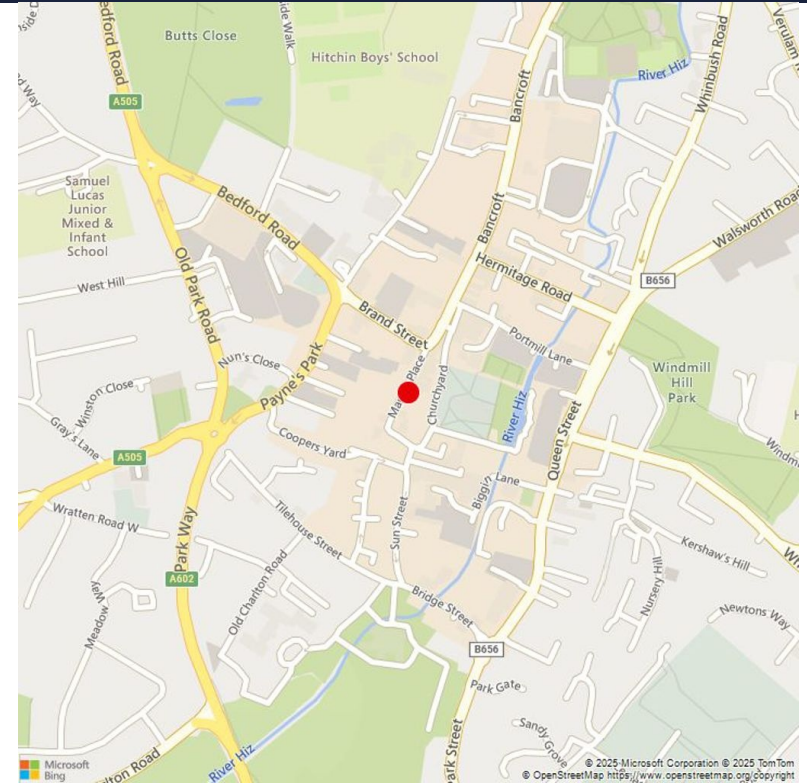 Butts Close
Hitchin Boys' School
River Hiz
Whinbush Road
Bancroft
A505
Samuel
Lucas
Junior
Mixed &
Infant
School
Bedford Road
Bancroft
Walsworth Road
Old Park Road
West Hill
Hermitage Road
B656
Brand Street
Portmill Lane
Nun's Close
Payne's Park
Churchyard
Windmill
Hill
Park
Winston Close
Gray's Lane
River Hiz
Queen Street
Coopers Yard
A505
Biggin Lane
Wratten Road W
Tilehouse Street
Sun Street
Park Way
Kershaw's Hill
A602
Old Charlton Road
Nursery Hill
Meadow Way
Bridge Street
Newtons Way
B656
Park Gate
Sandy Grove
River Hiz
Microsoft
Bing
© 2025 Microsoft Corporation © 2025 TomTom
© OpenStreetMap https://www.openstreetmap.org/copyright